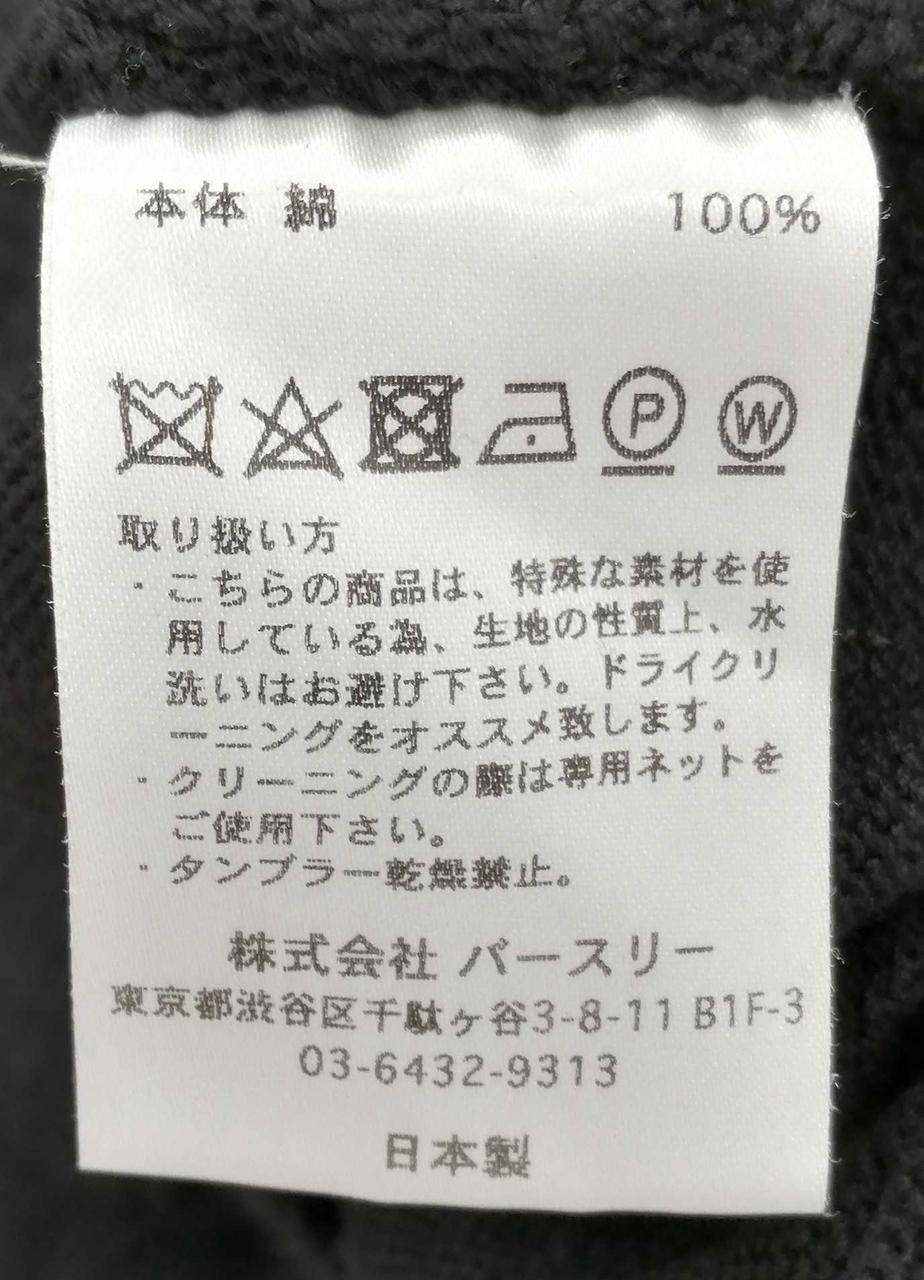 本体 綿 100%
P W
取り扱い方
・こちらの商品は、特殊な素材を使
用している為、生地の性質上、水
洗いはお避け下さい。ドライクリ
ーニングをオススメ致します。
・クリーニングの際は専用ネットを
ご使用下さい。
・タンブラー乾燥禁止。
株式会社 パースリー
東京都渋谷区千駄ヶ谷3-8-11 B1F-3
03-6432-9313
日本製